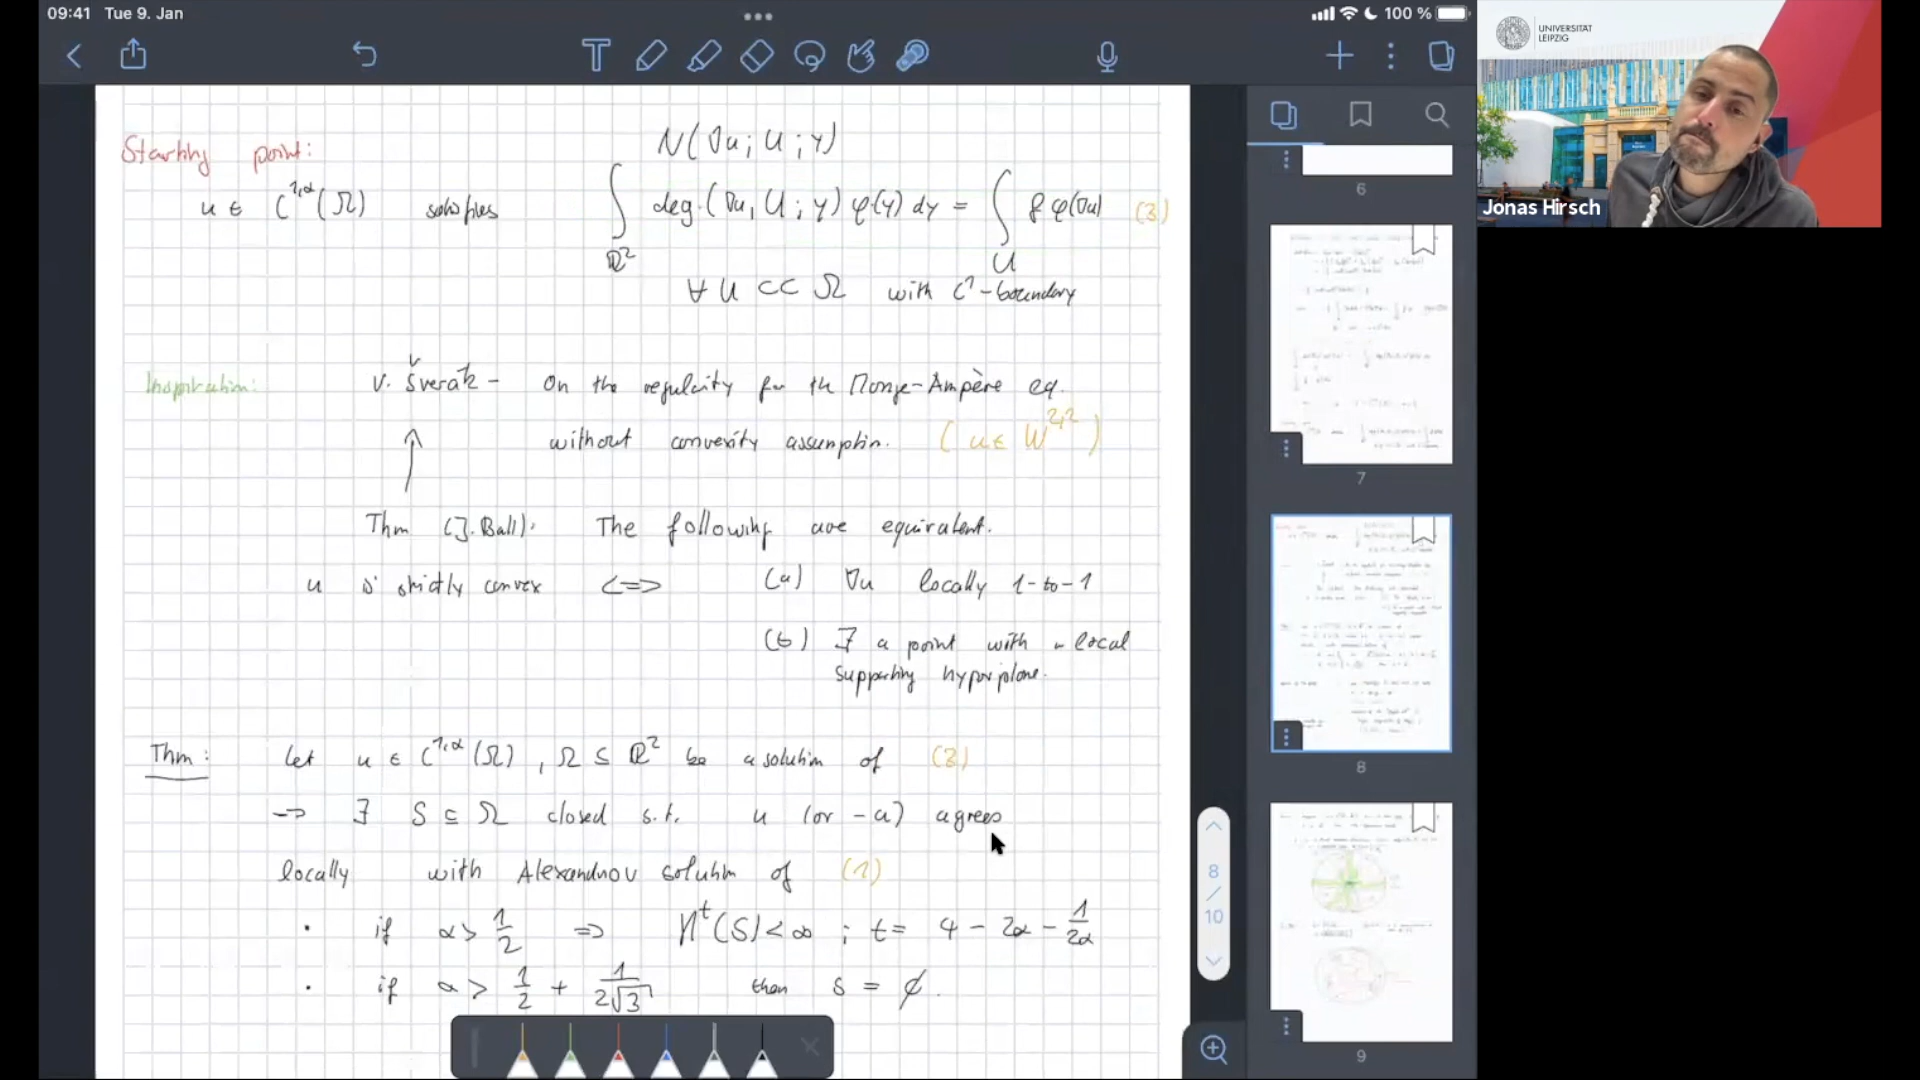 09:41 Tue 9. Jan
100 %
UNIVERSITÄT
LEIPZIG
Jonas Hirsch
Starting point:
N(∇u; U; y)
u ∈ C^{1,α}(Ω) satisfies ∫_{ℝ²} deg.(∇u, U; y) φ(y) dy = ∫_U f φ(∇u) (3)
∀ U ⊂⊂ Ω with C¹-boundary
Inspiration: V. Šverák - On the regularity for the Monge-Ampère eq.
without convexity assumption. (u ∈ W^{2,2})
↑
Thm (J. Ball): The following are equivalent.
u is strictly convex <=> (a) ∇u locally 1-to-1
(b) ∃ a point with a local
supporting hyperplane.
Thm: Let u ∈ C^{1,α}(Ω), Ω ⊆ ℝ² be a solution of (3)
=> ∃ S ⊆ Ω closed s.t. u (or -u) agrees
locally with Alexandrov solution of (1)
· if α > 1/2 => H^t(S) < ∞ ; t = 4 - 2α - 1/2α
· if α > 1/2 + 1/2√3 then S = ∅.
6
7
8
9
8
/
10